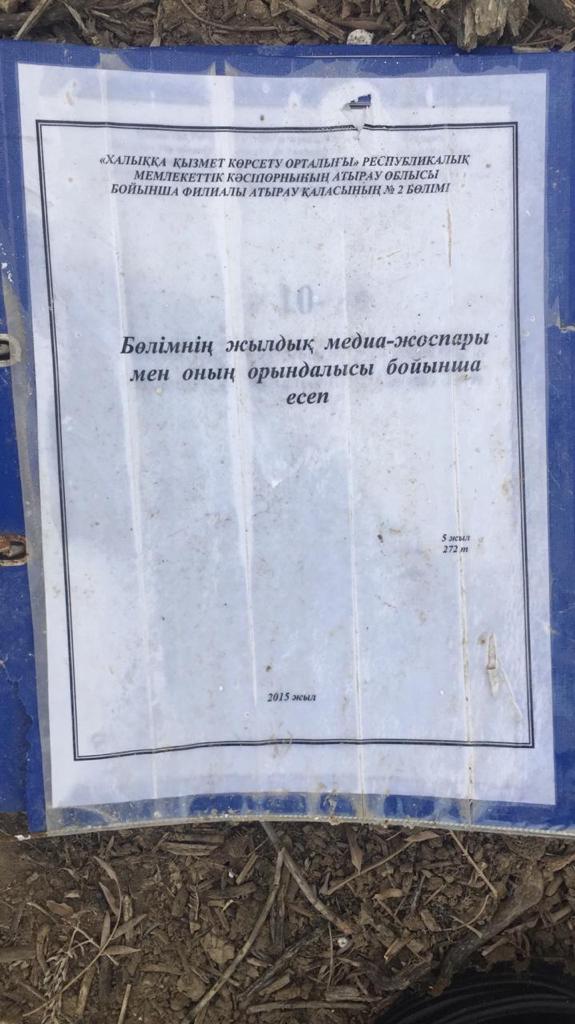 «ХАЛЫҚҚА ҚЫЗМЕТ КӨРСЕТУ ОРТАЛЫҒЫ» РЕСПУБЛИКАЛЫҚ
МЕМЛЕКЕТТІК КӘСІПОРНЫНЫҢ АТЫРАУ ОБЛЫСЫ
БОЙЫНША ФИЛИАЛЫ АТЫРАУ ҚАЛАСЫНЫҢ № 2 БӨЛІМІ
Бөлімнің жылдық медиа-жоспары
мен оның орындалысы бойынша
есеп
5 жыл
272 т
2015 жыл